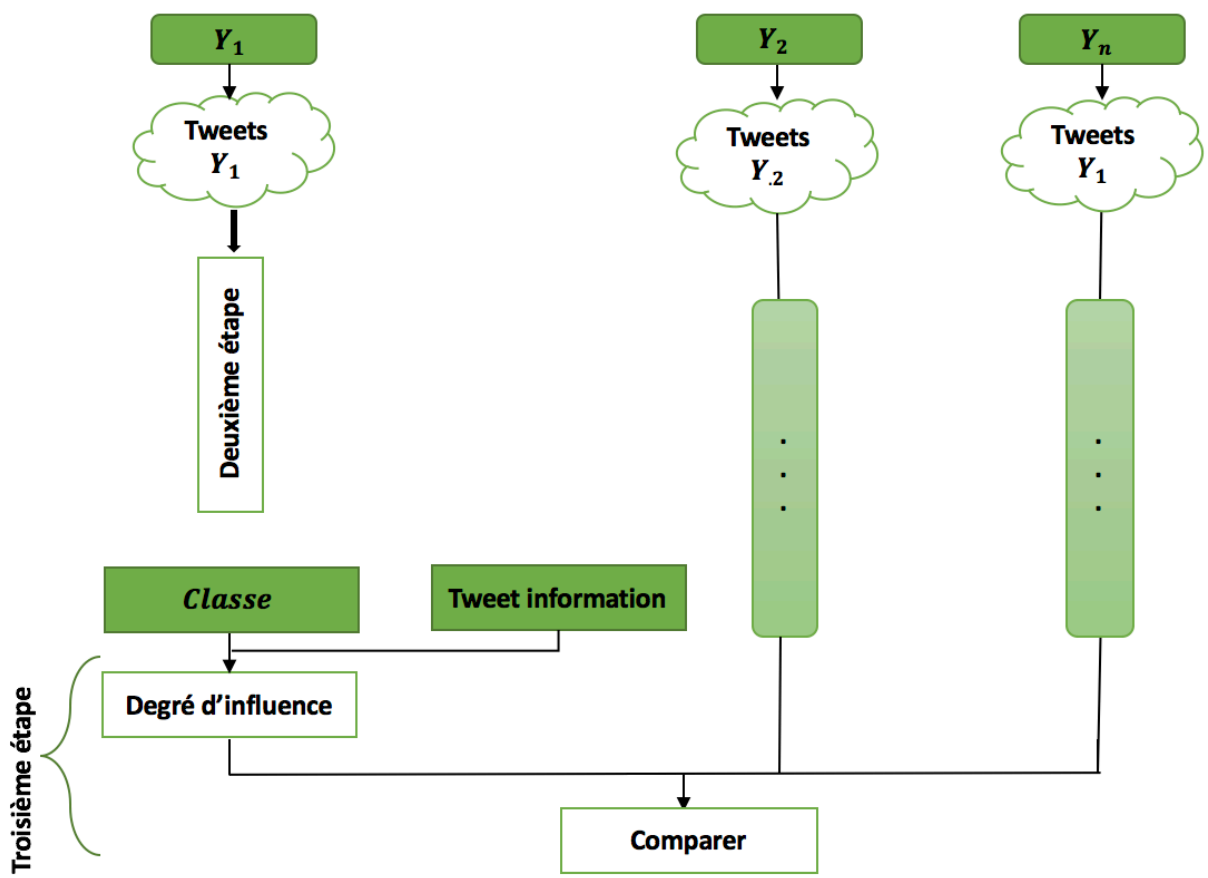 Y₁
Y₂
Yₙ
Tweets
Y₁
Tweets
Y.₂
Tweets
Y₁
Deuxième étape
.
.
.
.
.
.
Classe
Tweet information
Troisième étape
Degré d’influence
Comparer